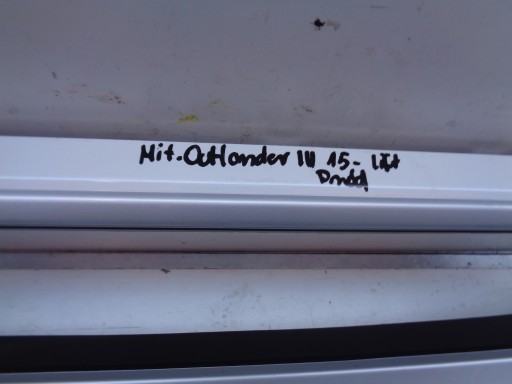 Mit. Outlander III 15- lift